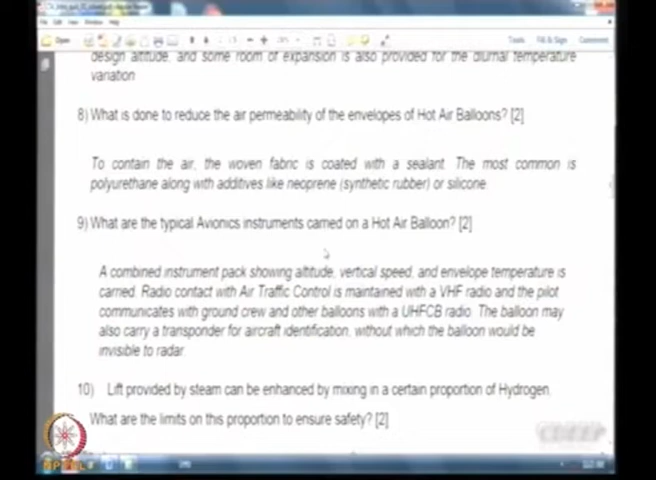 Open
Tools
Fill & Sign
Comment
design altitude, and some room of expansion is also provided for the diurnal temperature
variation
8) What is done to reduce the air permeability of the envelopes of Hot Air Balloons? [2]
To contain the air, the woven fabric is coated with a sealant. The most common is
polyurethane along with additives like neoprene (synthetic rubber) or silicone
9) What are the typical Avionics instruments carried on a Hot Air Balloon? [2]
A combined instrument pack showing altitude, vertical speed, and envelope temperature is
carried. Radio contact with Air Traffic Control is maintained with a VHF radio and the pilot
communicates with ground crew and other balloons with a UHFCB radio. The balloon may
also carry a transponder for aircraft identification, without which the balloon would be
invisible to radar
10) Lift provided by steam can be enhanced by mixing in a certain proportion of Hydrogen.
What are the limits on this proportion to ensure safety? [2]
CDEEP
NPTEL